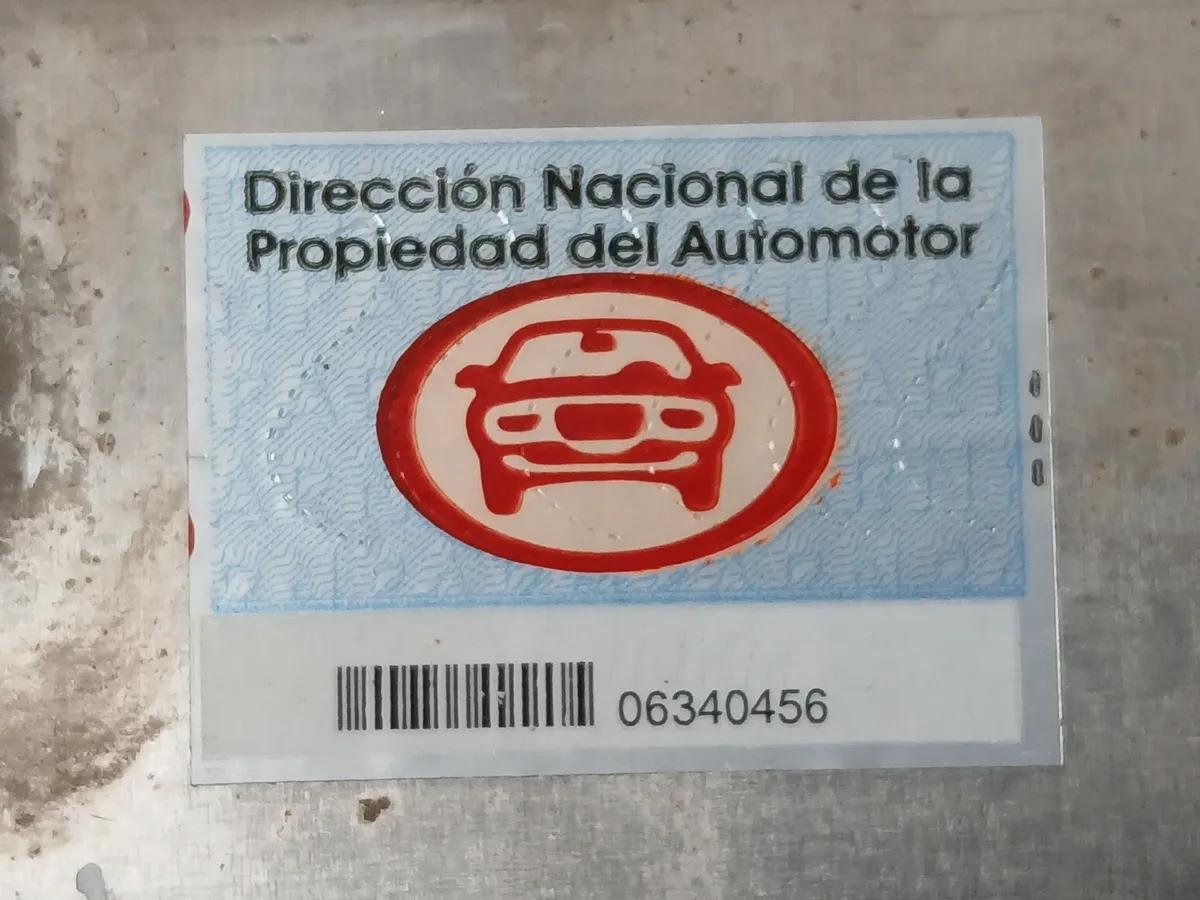 Dirección Nacional de la
Propiedad del Automotor
06340456